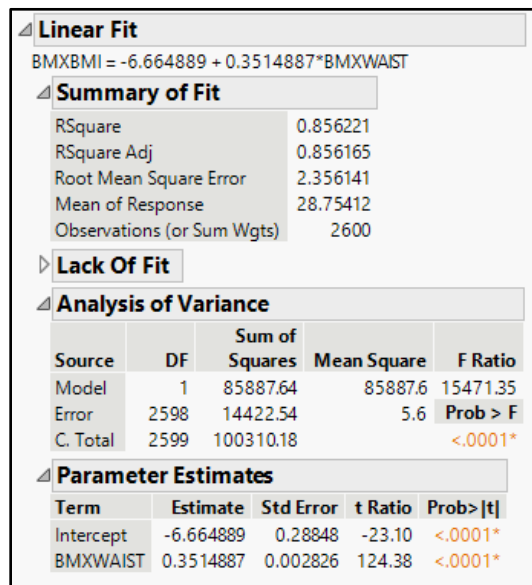 Linear Fit
BMXBMI = -6.664889 + 0.3514887*BMXWAIST
Summary of Fit
RSquare 0.856221
RSquare Adj 0.856165
Root Mean Square Error 2.356141
Mean of Response 28.75412
Observations (or Sum Wgts) 2600
Lack Of Fit
Analysis of Variance
Sum of
Source DF Squares Mean Square F Ratio
Model 1 85887.64 85887.6 15471.35
Error 2598 14422.54 5.6 Prob > F
C. Total 2599 100310.18 <.0001*
Parameter Estimates
Term Estimate Std Error t Ratio Prob>|t|
Intercept -6.664889 0.28848 -23.10 <.0001*
BMXWAIST 0.3514887 0.002826 124.38 <.0001*